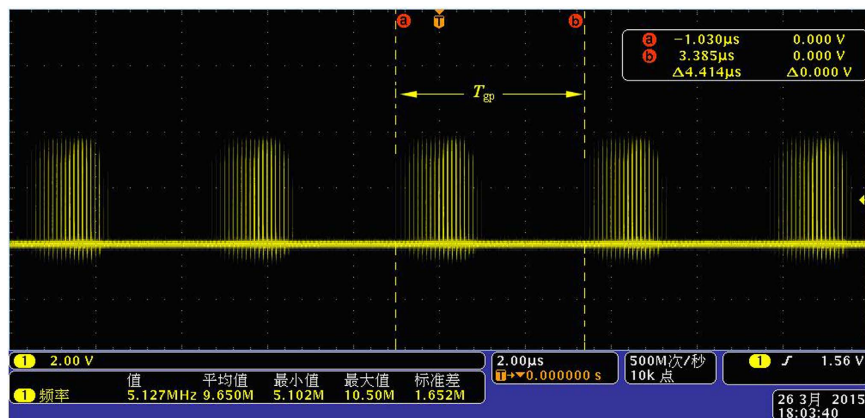 a b
T
a −1.030µs 0.000 V
b 3.385µs 0.000 V
Δ4.414µs Δ0.000 V
Tgp
1 2.00 V
2.00µs
T→▼0.000000 s
500M次/秒
10k 点
1 1.56 V
值 平均值 最小值 最大值 标准差
1 频率 5.127MHz 9.650M 5.102M 10.50M 1.652M
26 3月 2015
18:03:40